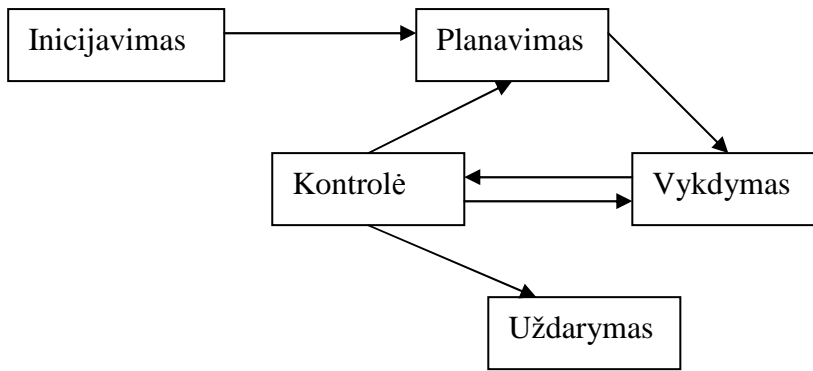 Inicijavimas
Planavimas
Kontrolė
Vykdymas
Uždarymas